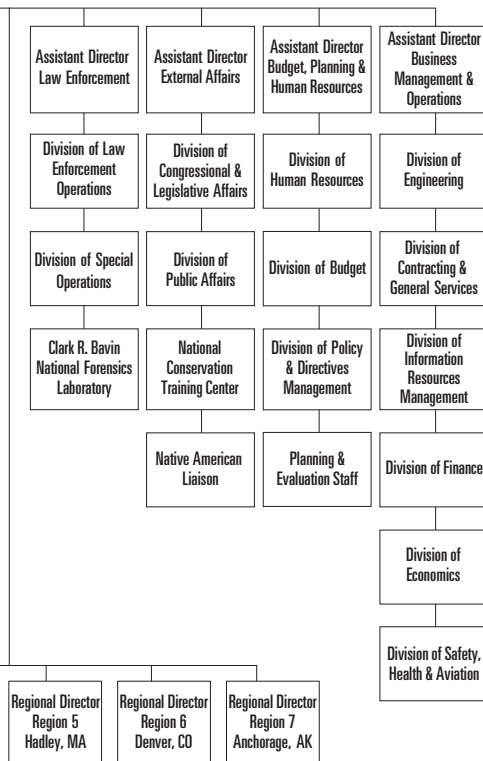 Assistant Director
Law Enforcement
Division of Law
Enforcement
Operations
Division of Special
Operations
Clark R. Bavin
National Forensics
Laboratory
Assistant Director
External Affairs
Division of
Congressional &
Legislative Affairs
Division of
Public Affairs
National
Conservation
Training Center
Native American
Liaison
Assistant Director
Budget, Planning &
Human Resources
Division of
Human Resources
Division of Budget
Division of Policy
& Directives
Management
Planning &
Evaluation Staff
Assistant Director
Business
Management &
Operations
Division of
Engineering
Division of
Contracting &
General Services
Division of
Information
Resources
Management
Division of Finance
Division of
Economics
Division of Safety,
Health & Aviation
Regional Director
Region 5
Hadley, MA
Regional Director
Region 6
Denver, CO
Regional Director
Region 7
Anchorage, AK